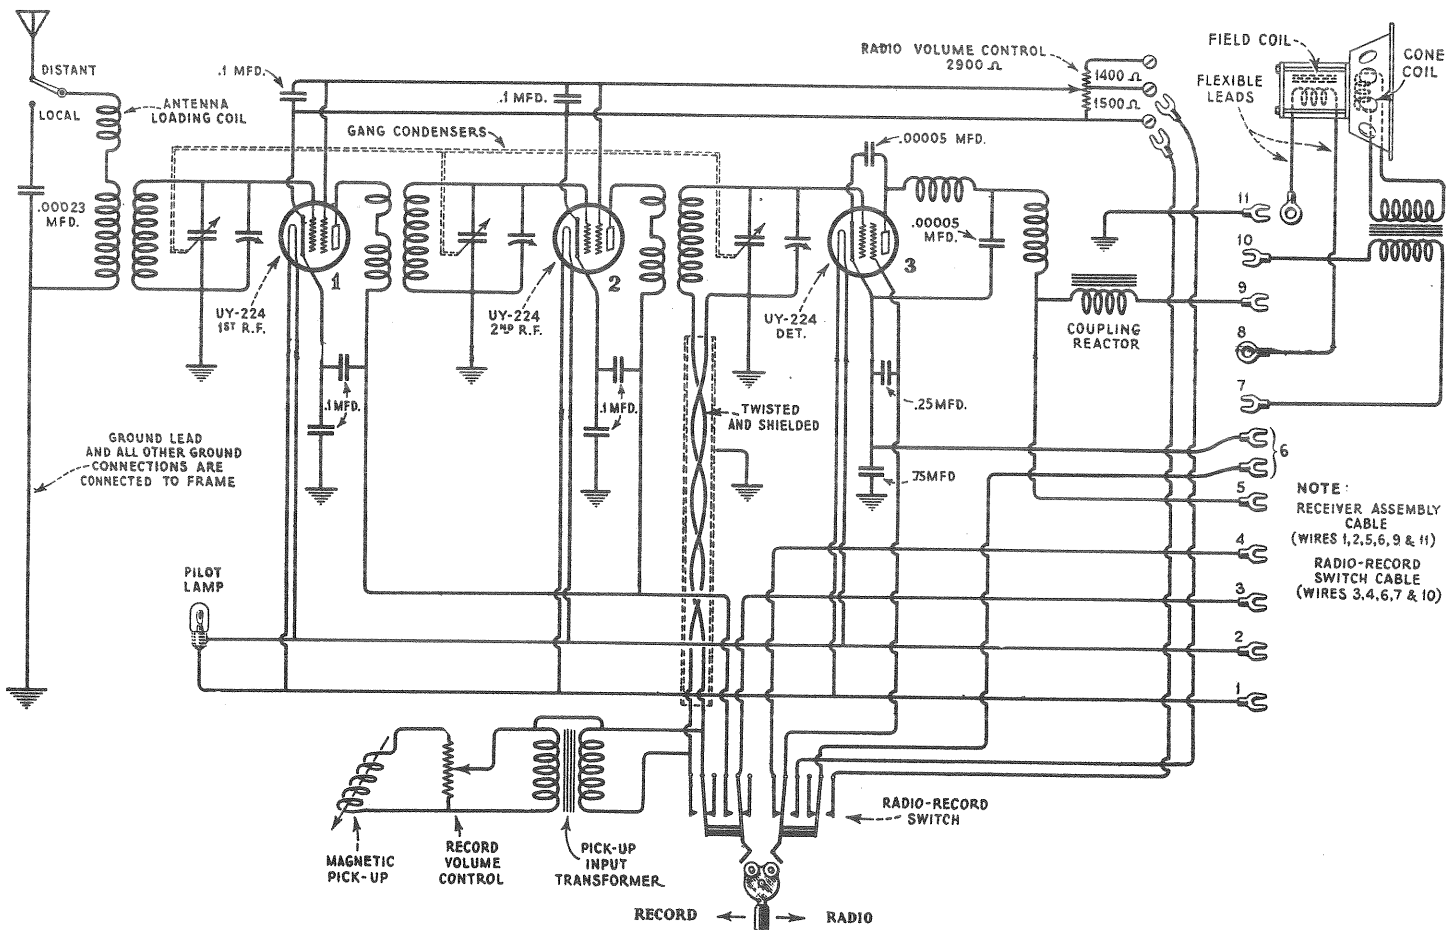 DISTANT
LOCAL
.00023
MFD.
ANTENNA
LOADING COIL
.1 MFD.
.1 MFD.
GANG CONDENSERS
RADIO VOLUME CONTROL
2900 Ω
1400 Ω
1500 Ω
FIELD COIL
FLEXIBLE
LEADS
CONE
COIL
.00005 MFD.
.00005
MFD.
1
UY-224
1ST R.F.
2
UY-224
2ND R.F.
3
UY-224
DET.
COUPLING
REACTOR
.1 MFD.
.1 MFD.
TWISTED
AND SHIELDED
.25 MFD.
.75 MFD
GROUND LEAD
AND ALL OTHER GROUND
CONNECTIONS ARE
CONNECTED TO FRAME
11
10
9
8
7
6
5
4
3
2
1
NOTE:
RECEIVER ASSEMBLY
CABLE
(WIRES 1,2,5,6,9 & 11)
RADIO-RECORD
SWITCH CABLE
(WIRES 3,4,6,7 & 10)
PILOT
LAMP
MAGNETIC
PICK-UP
RECORD
VOLUME
CONTROL
PICK-UP
INPUT
TRANSFORMER
RADIO-RECORD
SWITCH
RECORD
RADIO